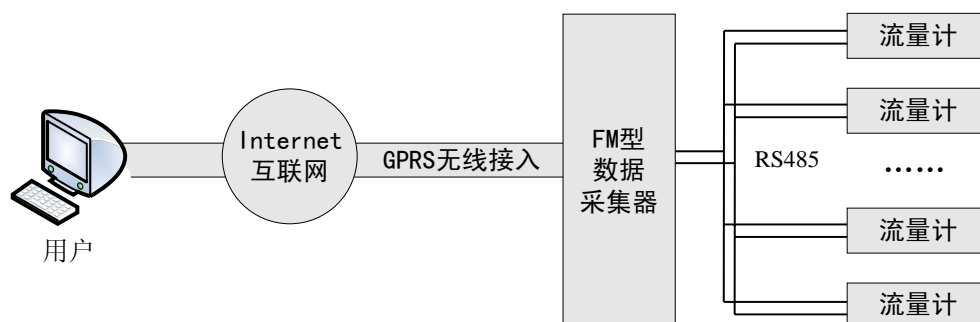 用户
Internet
互联网
GPRS无线接入
FM型
数据
采集器
RS485
流量计
流量计
……
流量计
流量计